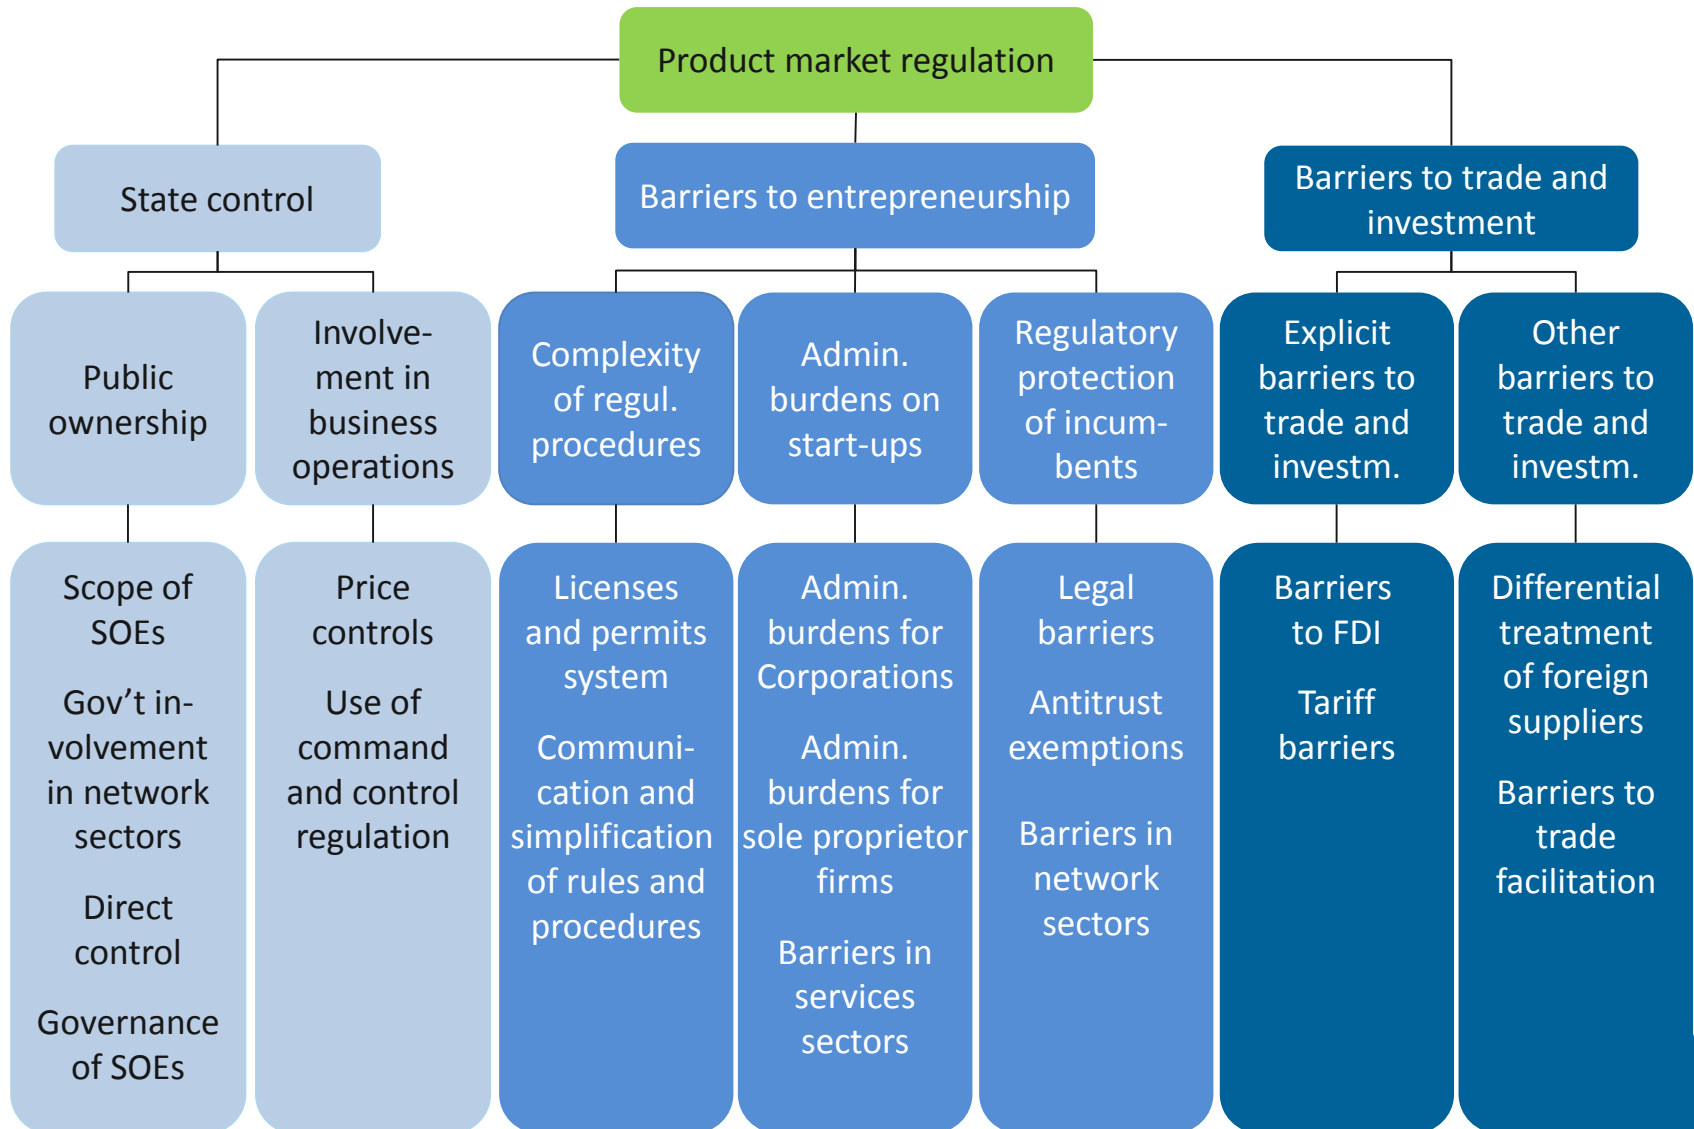 Product market regulation
State control
Barriers to entrepreneurship
Barriers to trade and
investment
Public
ownership
Involve-
ment in
business
operations
Complexity
of regul.
procedures
Admin.
burdens on
start-ups
Regulatory
protection
of incum-
bents
Explicit
barriers to
trade and
investm.
Other
barriers to
trade and
investm.
Scope of
SOEs
Gov’t in-
volvement
in network
sectors
Direct
control
Governance
of SOEs
Price
controls
Use of
command
and control
regulation
Licenses
and permits
system
Communi-
cation and
simplification
of rules and
procedures
Admin.
burdens for
Corporations
Admin.
burdens for
sole proprietor
firms
Barriers in
services
sectors
Legal
barriers
Antitrust
exemptions
Barriers in
network
sectors
Barriers
to FDI
Tariff
barriers
Differential
treatment
of foreign
suppliers
Barriers to
trade
facilitation